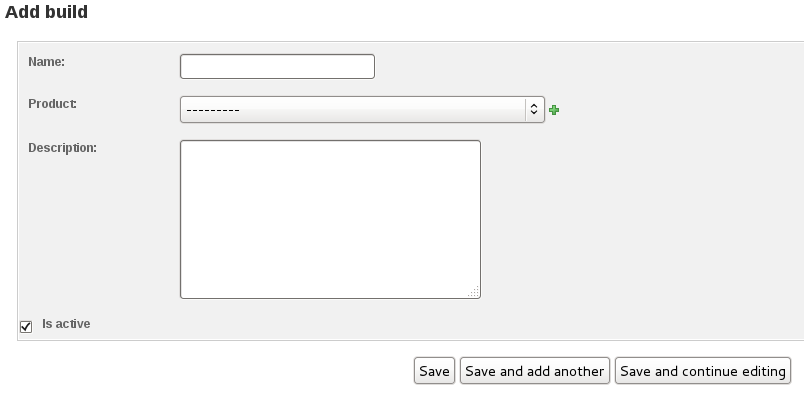 Add build
Name:
Product:
---------
Description:
Is active
Save Save and add another Save and continue editing